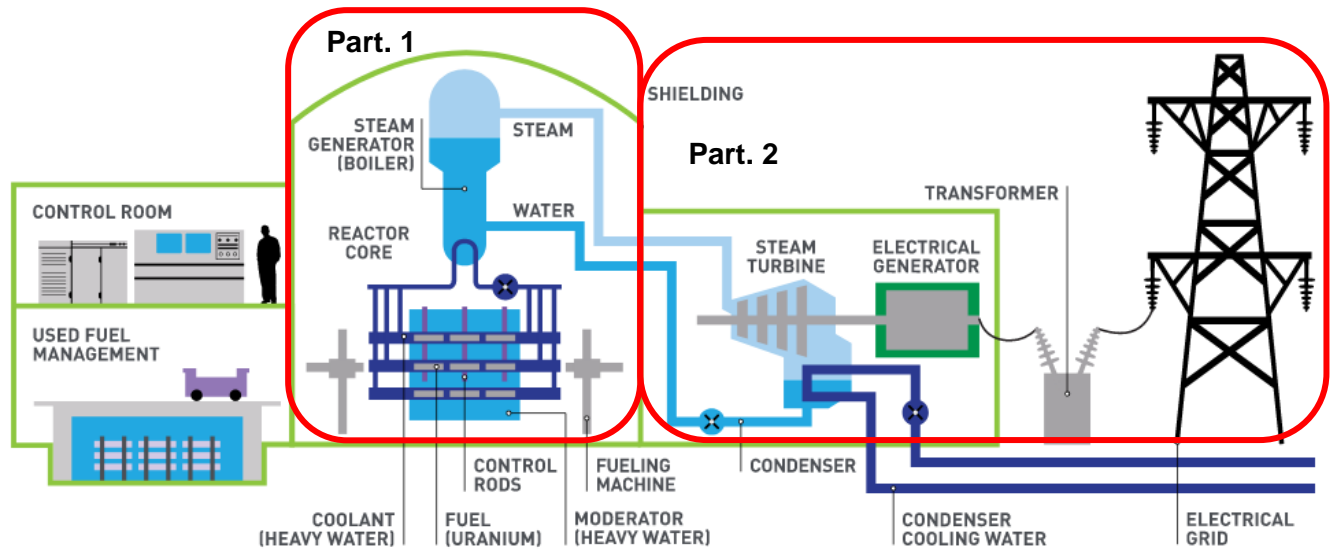 Part. 1
SHIELDING
STEAM
GENERATOR
(BOILER)
STEAM
Part. 2
TRANSFORMER
CONTROL ROOM
WATER
REACTOR
CORE
STEAM
TURBINE
ELECTRICAL
GENERATOR
USED FUEL
MANAGEMENT
CONTROL
RODS
FUELING
MACHINE
CONDENSER
COOLANT
(HEAVY WATER)
FUEL
(URANIUM)
MODERATOR
(HEAVY WATER)
CONDENSER
COOLING WATER
ELECTRICAL
GRID